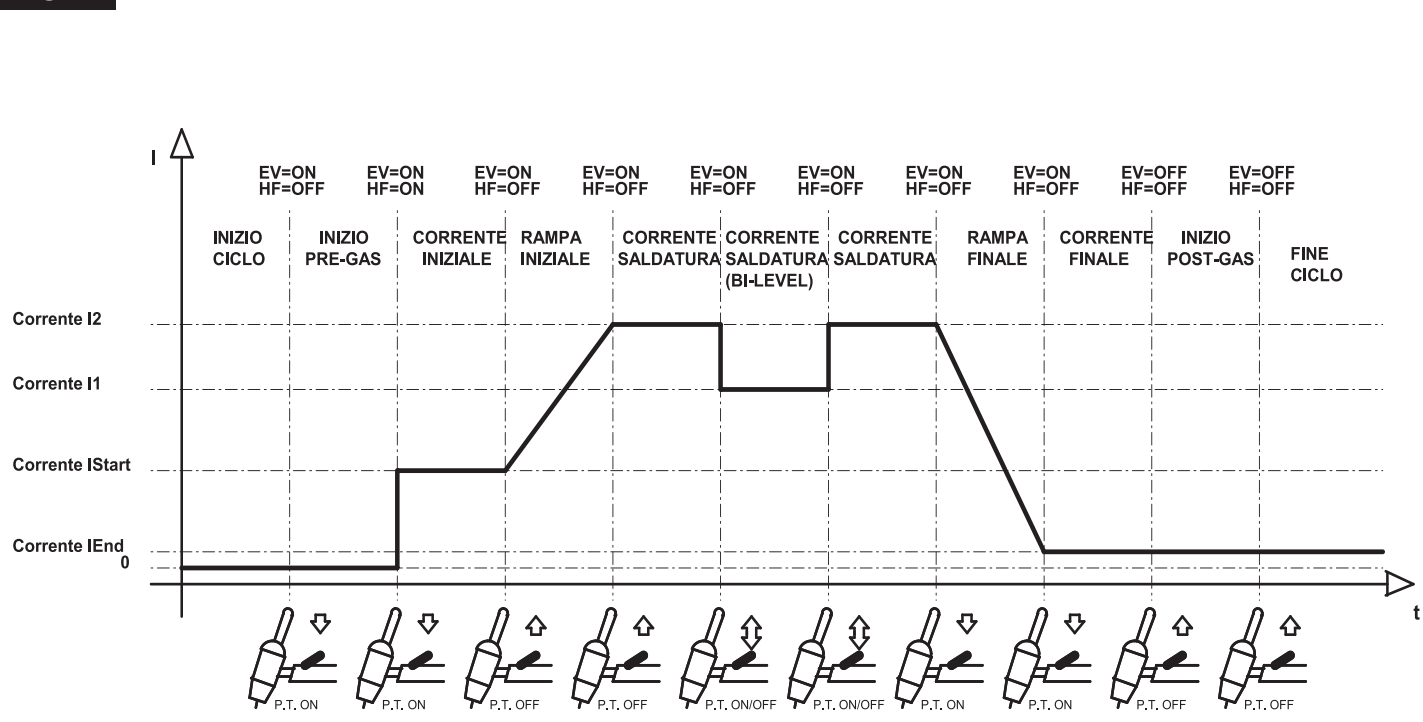 I
EV=ON EV=ON EV=ON EV=ON EV=ON EV=ON EV=ON EV=ON EV=OFF EV=OFF
HF=OFF HF=ON HF=OFF HF=OFF HF=OFF HF=OFF HF=OFF HF=OFF HF=OFF HF=OFF
INIZIO
CICLO
INIZIO
PRE-GAS
CORRENTE
INIZIALE
RAMPA
INIZIALE
CORRENTE
SALDATURA
CORRENTE
SALDATURA
(BI-LEVEL)
CORRENTE
SALDATURA
RAMPA
FINALE
CORRENTE
FINALE
INIZIO
POST-GAS
FINE
CICLO
Corrente I2
Corrente I1
Corrente IStart
Corrente IEnd
0
t
P.T. ON P.T. ON P.T. OFF P.T. OFF P.T. ON/OFF P.T. ON/OFF P.T. ON P.T. ON P.T. OFF P.T. OFF